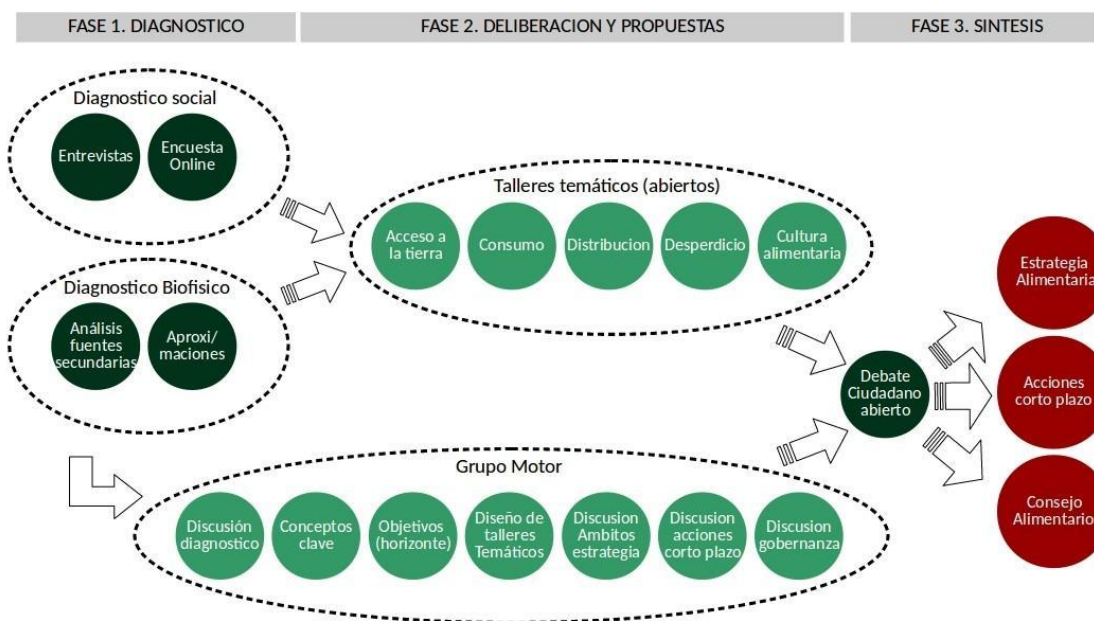 FASE 1. DIAGNOSTICO
FASE 2. DELIBERACION Y PROPUESTAS
FASE 3. SINTESIS
Diagnostico social
Entrevistas
Encuesta
Online
Diagnostico Biofisico
Análisis
fuentes
secundarias
Aproxi/
maciones
Talleres temáticos (abiertos)
Acceso a
la tierra
Consumo
Distribucion
Desperdicio
Cultura
alimentaria
Grupo Motor
Discusión
diagnostico
Conceptos
clave
Objetivos
(horizonte)
Diseño de
talleres
Temáticos
Discusion
Ambitos
estrategia
Discusion
acciones
corto plazo
Discusion
gobernanza
Debate
Ciudadano
abierto
Estrategia
Alimentaria
Acciones
corto plazo
Consejo
Alimentario